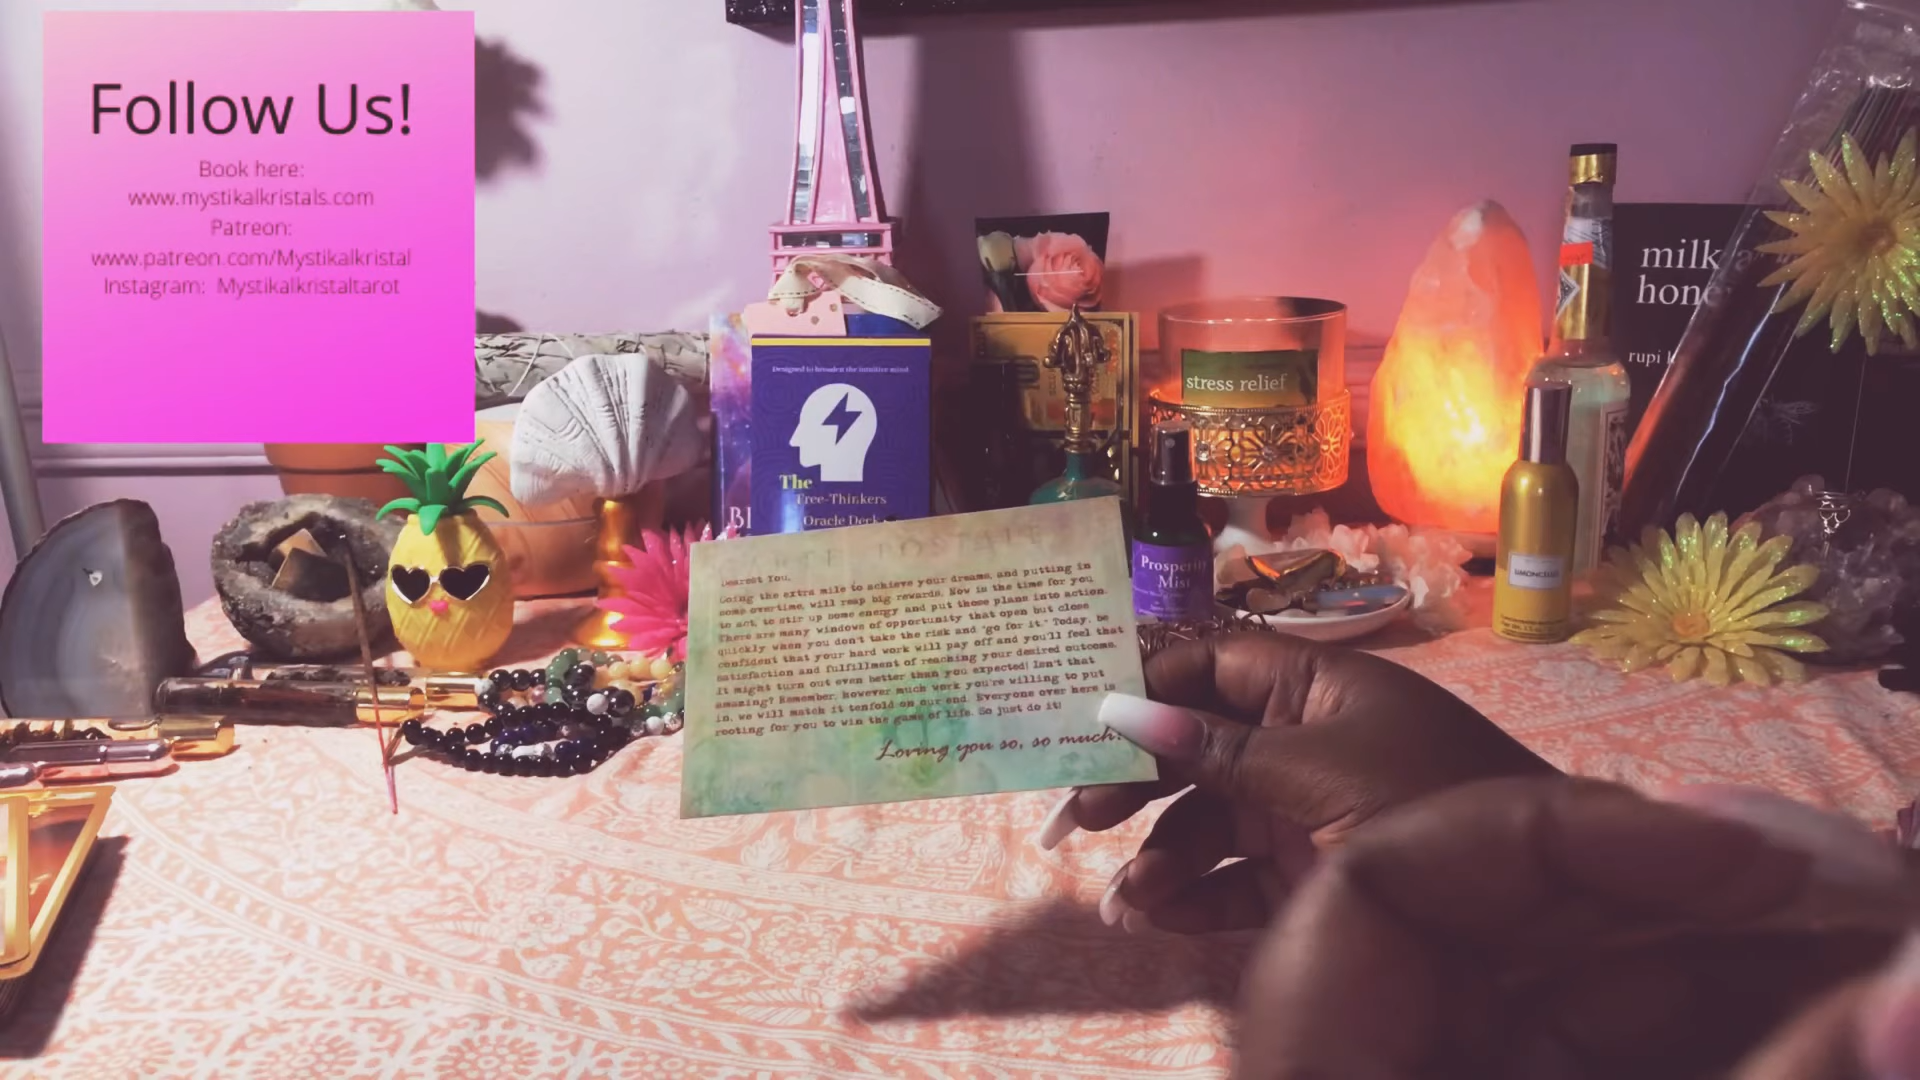 Follow Us!
Book here:
www.mystikalkristals.com
Patreon:
www.patreon.com/Mystikalkristal
Instagram: Mystikalkristaltarot
milk
hon
rupi k
Designed to broaden the intuitive mind
The
Free-Thinkers
Oracle Deck
BI
stress relief
Prosperity
Mist
LIMONCELLO
Dearest You,
Going the extra mile to achieve your dreams, and putting in
some overtime, will reap big rewards. Now is the time for you
to act, to stir up some energy and put those plans into action.
There are many windows of opportunity that open but close
quickly when you don't take the risk and "go for it." Today, be
confident that your hard work will pay off and you'll feel that
satisfaction and fulfillment of reaching your desired outcome.
It might turn out even better than you expected! Isn't that
amazing? Remember, however much work you're willing to put
in, we will match it tenfold on our end. Everyone over here is
rooting for you to win the game of life. So just do it!
Loving you so, so much!